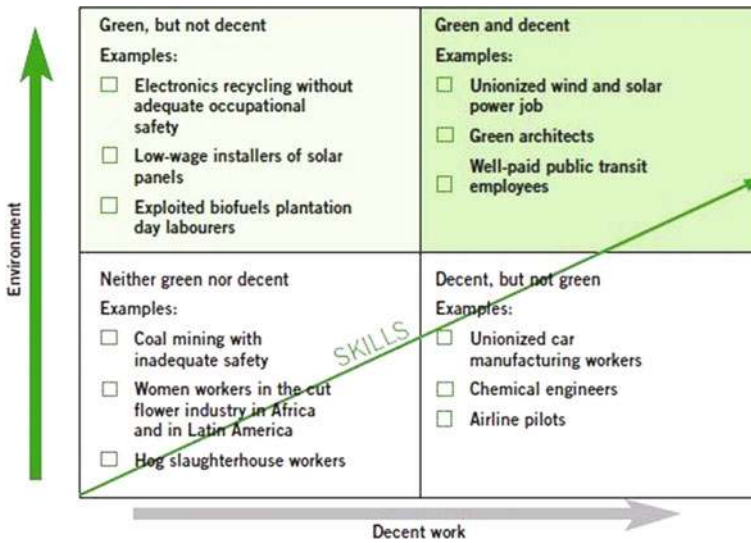 Environment
Green, but not decent
Examples:
Electronics recycling without
adequate occupational
safety
Low-wage installers of solar
panels
Exploited biofuels plantation
day labourers
Green and decent
Examples:
Unionized wind and solar
power job
Green architects
Well-paid public transit
employees
Neither green nor decent
Examples:
Coal mining with
inadequate safety
Women workers in the cut
flower industry in Africa
and in Latin America
Hog slaughterhouse workers
SKILLS
Decent, but not green
Examples:
Unionized car
manufacturing workers
Chemical engineers
Airline pilots
Decent work